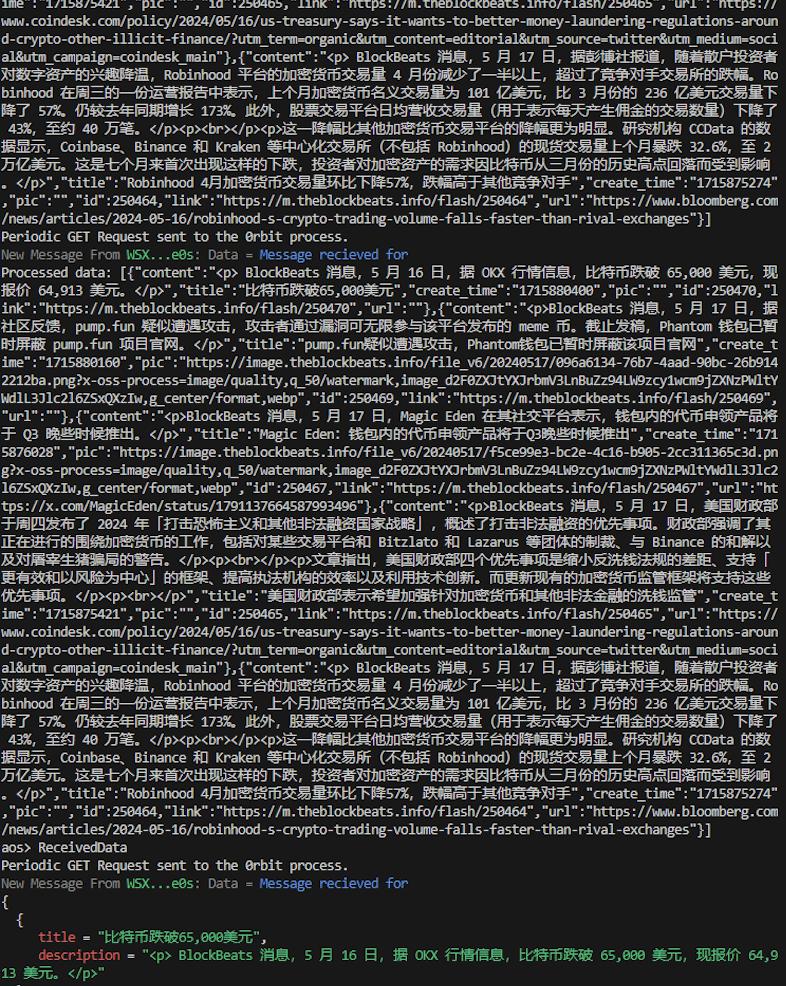 ime":"1715875421","pic":"","id":250465,"link":"https://m.theblockbeats.info/flash/250465","url":"https://
www.coindesk.com/policy/2024/05/16/us-treasury-says-it-wants-to-better-money-laundering-regulations-aroun
d-crypto-other-illicit-finance/?utm_term=organic&utm_content=editorial&utm_source=twitter&utm_medium=soci
al&utm_campaign=coindesk_main"},{"content":"<p> BlockBeats 消息，5 月 17 日，据彭博社报道，随着散户投资者
对数字资产的兴趣降温，Robinhood 平台的加密货币交易量 4 月份减少了一半以上，超过了竞争对手交易所的跌幅。Ro
binhood 在周三的一份运营报告中表示，上个月加密货币名义交易量为 101 亿美元，比 3 月份的 236 亿美元交易量下
降了 57%。仍较去年同期增长 173%。此外，股票交易平台日均营收交易量（用于表示每天产生佣金的交易数量）下降了
43%，至约 40 万笔。</p><p><br></p><p>这一降幅比其他加密货币交易平台的降幅更为明显。研究机构 CCData 的数
据显示，Coinbase、Binance 和 Kraken 等中心化交易所（不包括 Robinhood）的现货交易量上个月暴跌 32.6%，至 2
万亿美元。这是七个月来首次出现这样的下跌，投资者对加密资产的需求因比特币从三月份的历史高点回落而受到影响
。</p>","title":"Robinhood 4月加密货币交易量环比下降57%，跌幅高于其他竞争对手","create_time":"1715875274"
,"pic":"","id":250464,"link":"https://m.theblockbeats.info/flash/250464","url":"https://www.bloomberg.com
/news/articles/2024-05-16/robinhood-s-crypto-trading-volume-falls-faster-than-rival-exchanges"}]
Periodic GET Request sent to the 0rbit process.
New Message From WSX...e0s: Data = Message recieved for
Processed data: [{"content":"<p> BlockBeats 消息，5 月 16 日，据 OKX 行情信息，比特币跌破 65,000 美元，现
报价 64,913 美元。</p>","title":"比特币跌破65,000美元","create_time":"1715880400","pic":"","id":250470,"l
ink":"https://m.theblockbeats.info/flash/250470","url":""},{"content":"<p>BlockBeats 消息，5 月 17 日，据
社区反馈，pump.fun 疑似遭遇攻击，攻击者通过漏洞可无限参与该平台发布的 meme 币。截止发稿，Phantom 钱包已暂
时屏蔽 pump.fun 项目官网。</p>","title":"pump.fun疑似遭遇攻击，Phantom钱包已暂时屏蔽该项目官网","create_ti
me":"1715880160","pic":"https://image.theblockbeats.info/file_v6/20240517/096a6134-76b7-4aad-90bc-26b914
2212ba.png?x-oss-process=image/quality,q_50/watermark,image_d2F0ZXJtYXJrbmV3LnBuZz94LW9zcy1wcm9jZXNzPWltY
WdlL3Jlc2l6ZSxQXzIw,g_center/format,webp","id":250469,"link":"https://m.theblockbeats.info/flash/250469",
"url":""},{"content":"<p>BlockBeats 消息，5 月 17 日，Magic Eden 在其社交平台表示，钱包内的代币申领产品将
于 Q3 晚些时候推出。</p>","title":"Magic Eden: 钱包内的代币申领产品将于Q3晚些时候推出","create_time":"1715
876028","pic":"https://image.theblockbeats.info/file_v6/20240517/f5ce99e3-bc2e-4c16-b905-2cc311365c3d.pn
g?x-oss-process=image/quality,q_50/watermark,image_d2F0ZXJtYXJrbmV3LnBuZz94LW9zcy1wcm9jZXNzPWltYWdlL3Jlc2
l6ZSxQXzIw,g_center/format,webp","id":250467,"link":"https://m.theblockbeats.info/flash/250467","url":"ht
tps://x.com/MagicEden/status/1791137664587993496"},{"content":"<p>BlockBeats 消息，5 月 17 日，美国财政部
于周四发布了 2024 年「打击恐怖主义和其他非法融资国家战略」，概述了打击非法融资的优先事项。财政部强调了其
正在进行的围绕加密货币的工作，包括对某些交易平台和 Bitzlato 和 Lazarus 等团体的制裁、与 Binance 的和解以
及对屠宰生猪骗局的警告。</p><p><br></p><p>文章指出，美国财政部四个优先事项是缩小反洗钱法规的差距、支持「
更有效和以风险为中心」的框架、提高执法机构的效率以及利用技术创新。而更新现有的加密货币监管框架将支持这些
优先事项。</p><p><br></p>","title":"美国财政部表示希望加强针对加密货币和其他非法金融的洗钱监管","create_t
ime":"1715875421","pic":"","id":250465,"link":"https://m.theblockbeats.info/flash/250465","url":"https://
www.coindesk.com/policy/2024/05/16/us-treasury-says-it-wants-to-better-money-laundering-regulations-aroun
d-crypto-other-illicit-finance/?utm_term=organic&utm_content=editorial&utm_source=twitter&utm_medium=soci
al&utm_campaign=coindesk_main"},{"content":"<p> BlockBeats 消息，5 月 17 日，据彭博社报道，随着散户投资者
对数字资产的兴趣降温，Robinhood 平台的加密货币交易量 4 月份减少了一半以上，超过了竞争对手交易所的跌幅。Ro
binhood 在周三的一份运营报告中表示，上个月加密货币名义交易量为 101 亿美元，比 3 月份的 236 亿美元交易量下
降了 57%。仍较去年同期增长 173%。此外，股票交易平台日均营收交易量（用于表示每天产生佣金的交易数量）下降了
43%，至约 40 万笔。</p><p><br></p><p>这一降幅比其他加密货币交易平台的降幅更为明显。研究机构 CCData 的数
据显示，Coinbase、Binance 和 Kraken 等中心化交易所（不包括 Robinhood）的现货交易量上个月暴跌 32.6%，至 2
万亿美元。这是七个月来首次出现这样的下跌，投资者对加密资产的需求因比特币从三月份的历史高点回落而受到影响
。</p>","title":"Robinhood 4月加密货币交易量环比下降57%，跌幅高于其他竞争对手","create_time":"1715875274"
,"pic":"","id":250464,"link":"https://m.theblockbeats.info/flash/250464","url":"https://www.bloomberg.com
/news/articles/2024-05-16/robinhood-s-crypto-trading-volume-falls-faster-than-rival-exchanges"}]
aos> ReceivedData
Periodic GET Request sent to the 0rbit process.
New Message From WSX...e0s: Data = Message recieved for
{
{
title = "比特币跌破65,000美元",
description = "<p> BlockBeats 消息，5 月 16 日，据 OKX 行情信息，比特币跌破 65,000 美元，现报价 64,9
13 美元。</p>"